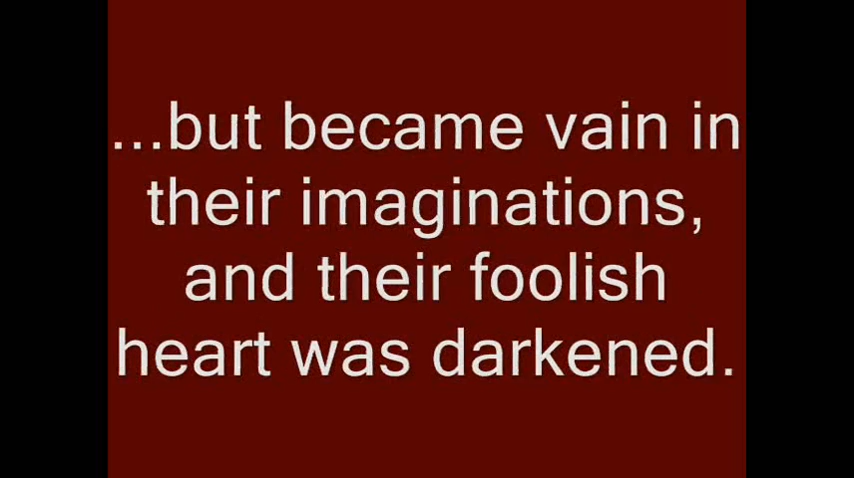 ...but became vain in
their imaginations,
and their foolish
heart was darkened.